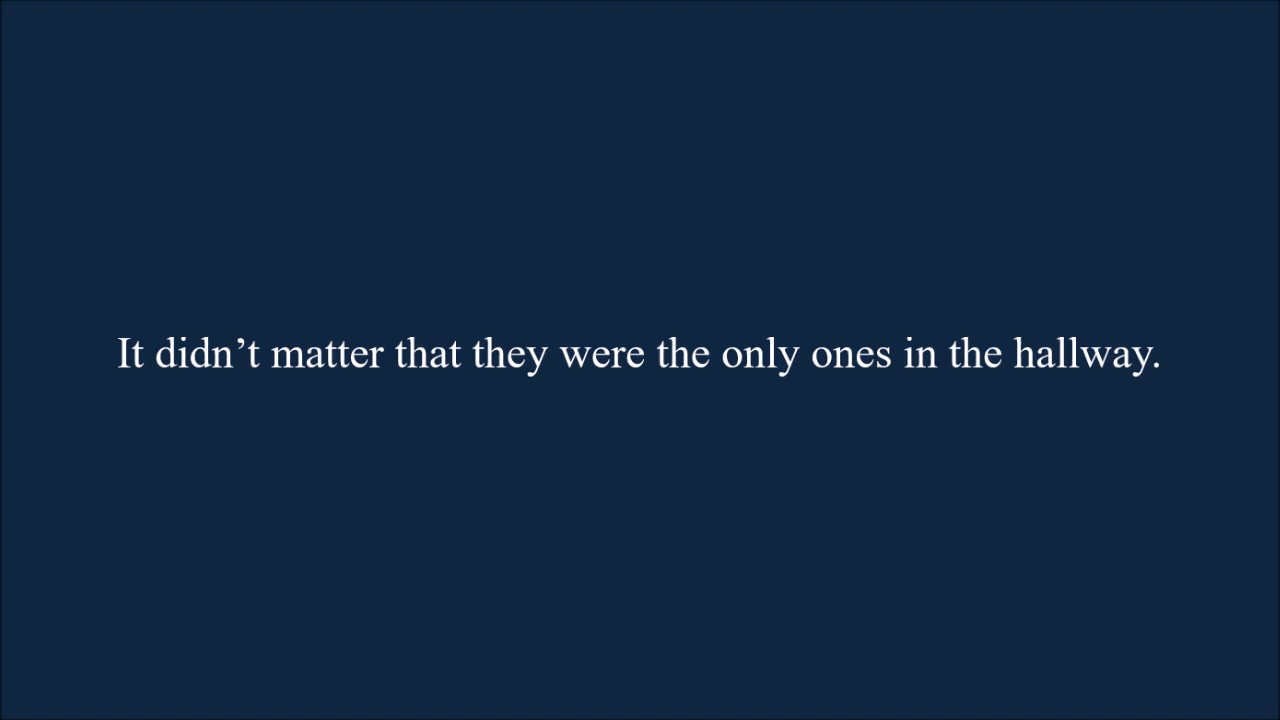 It didn’t matter that they were the only ones in the hallway.